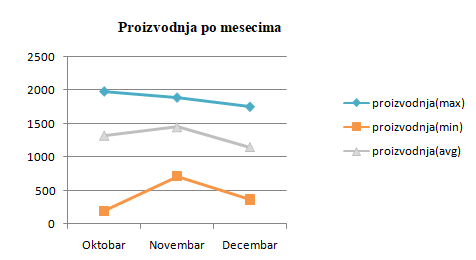 Proizvodnja po mesecima
2500
2000
1500
1000
500
0
Oktobar Novembar Decembar
proizvodnja(max)
proizvodnja(min)
proizvodnja(avg)